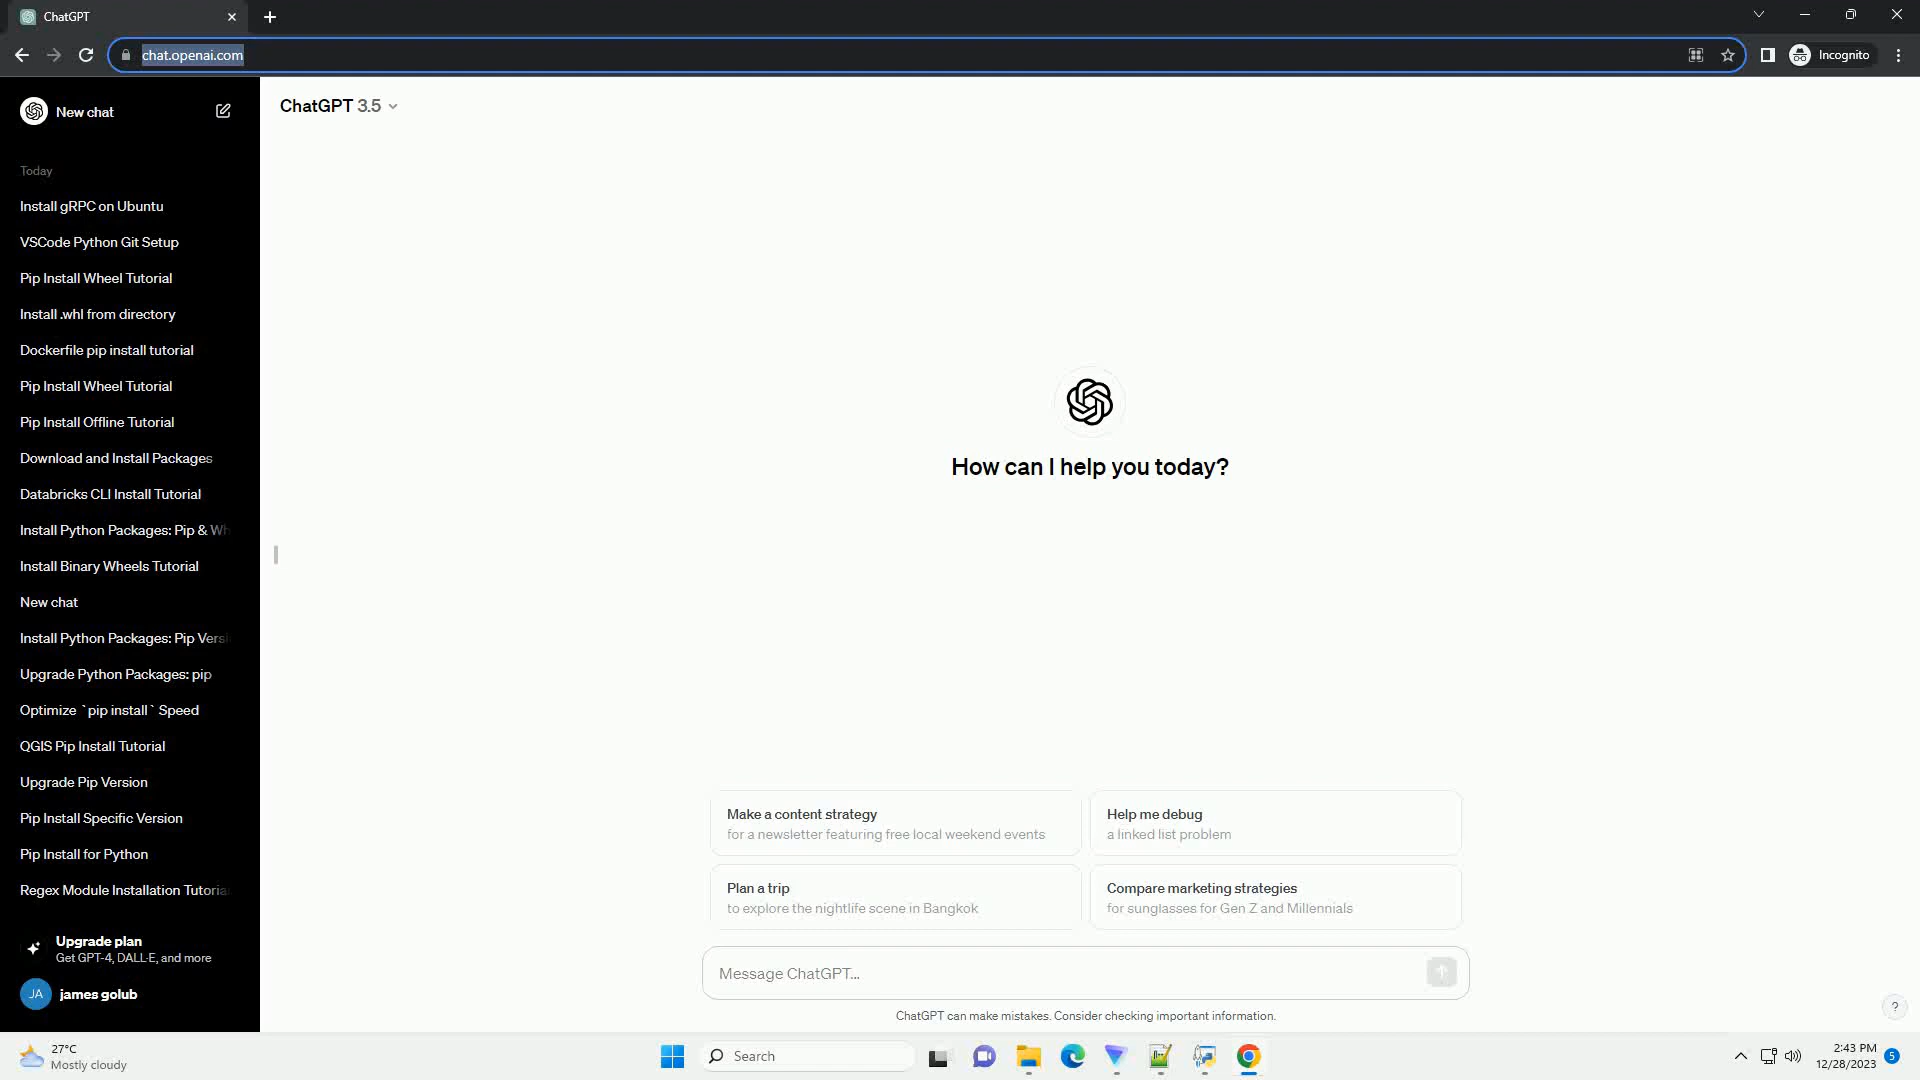 ChatGPT
chat.openai.com
Incognito
New chat
ChatGPT 3.5
Today
Install gRPC on Ubuntu
VSCode Python Git Setup
Pip Install Wheel Tutorial
Install .whl from directory
Dockerfile pip install tutorial
Pip Install Wheel Tutorial
Pip Install Offline Tutorial
Download and Install Packages
Databricks CLI Install Tutorial
Install Python Packages: Pip & Wh
Install Binary Wheels Tutorial
New chat
Install Python Packages: Pip Versi
Upgrade Python Packages: pip
Optimize `pip install` Speed
QGIS Pip Install Tutorial
Upgrade Pip Version
Pip Install Specific Version
Pip Install for Python
Regex Module Installation Tutoria
Upgrade plan
Get GPT-4, DALL·E, and more
JA
james golub
How can I help you today?
Make a content strategy
for a newsletter featuring free local weekend events
Help me debug
a linked list problem
Plan a trip
to explore the nightlife scene in Bangkok
Compare marketing strategies
for sunglasses for Gen Z and Millennials
Message ChatGPT...
ChatGPT can make mistakes. Consider checking important information.
?
27°C
Mostly cloudy
Search
2:43 PM
12/28/2023
5